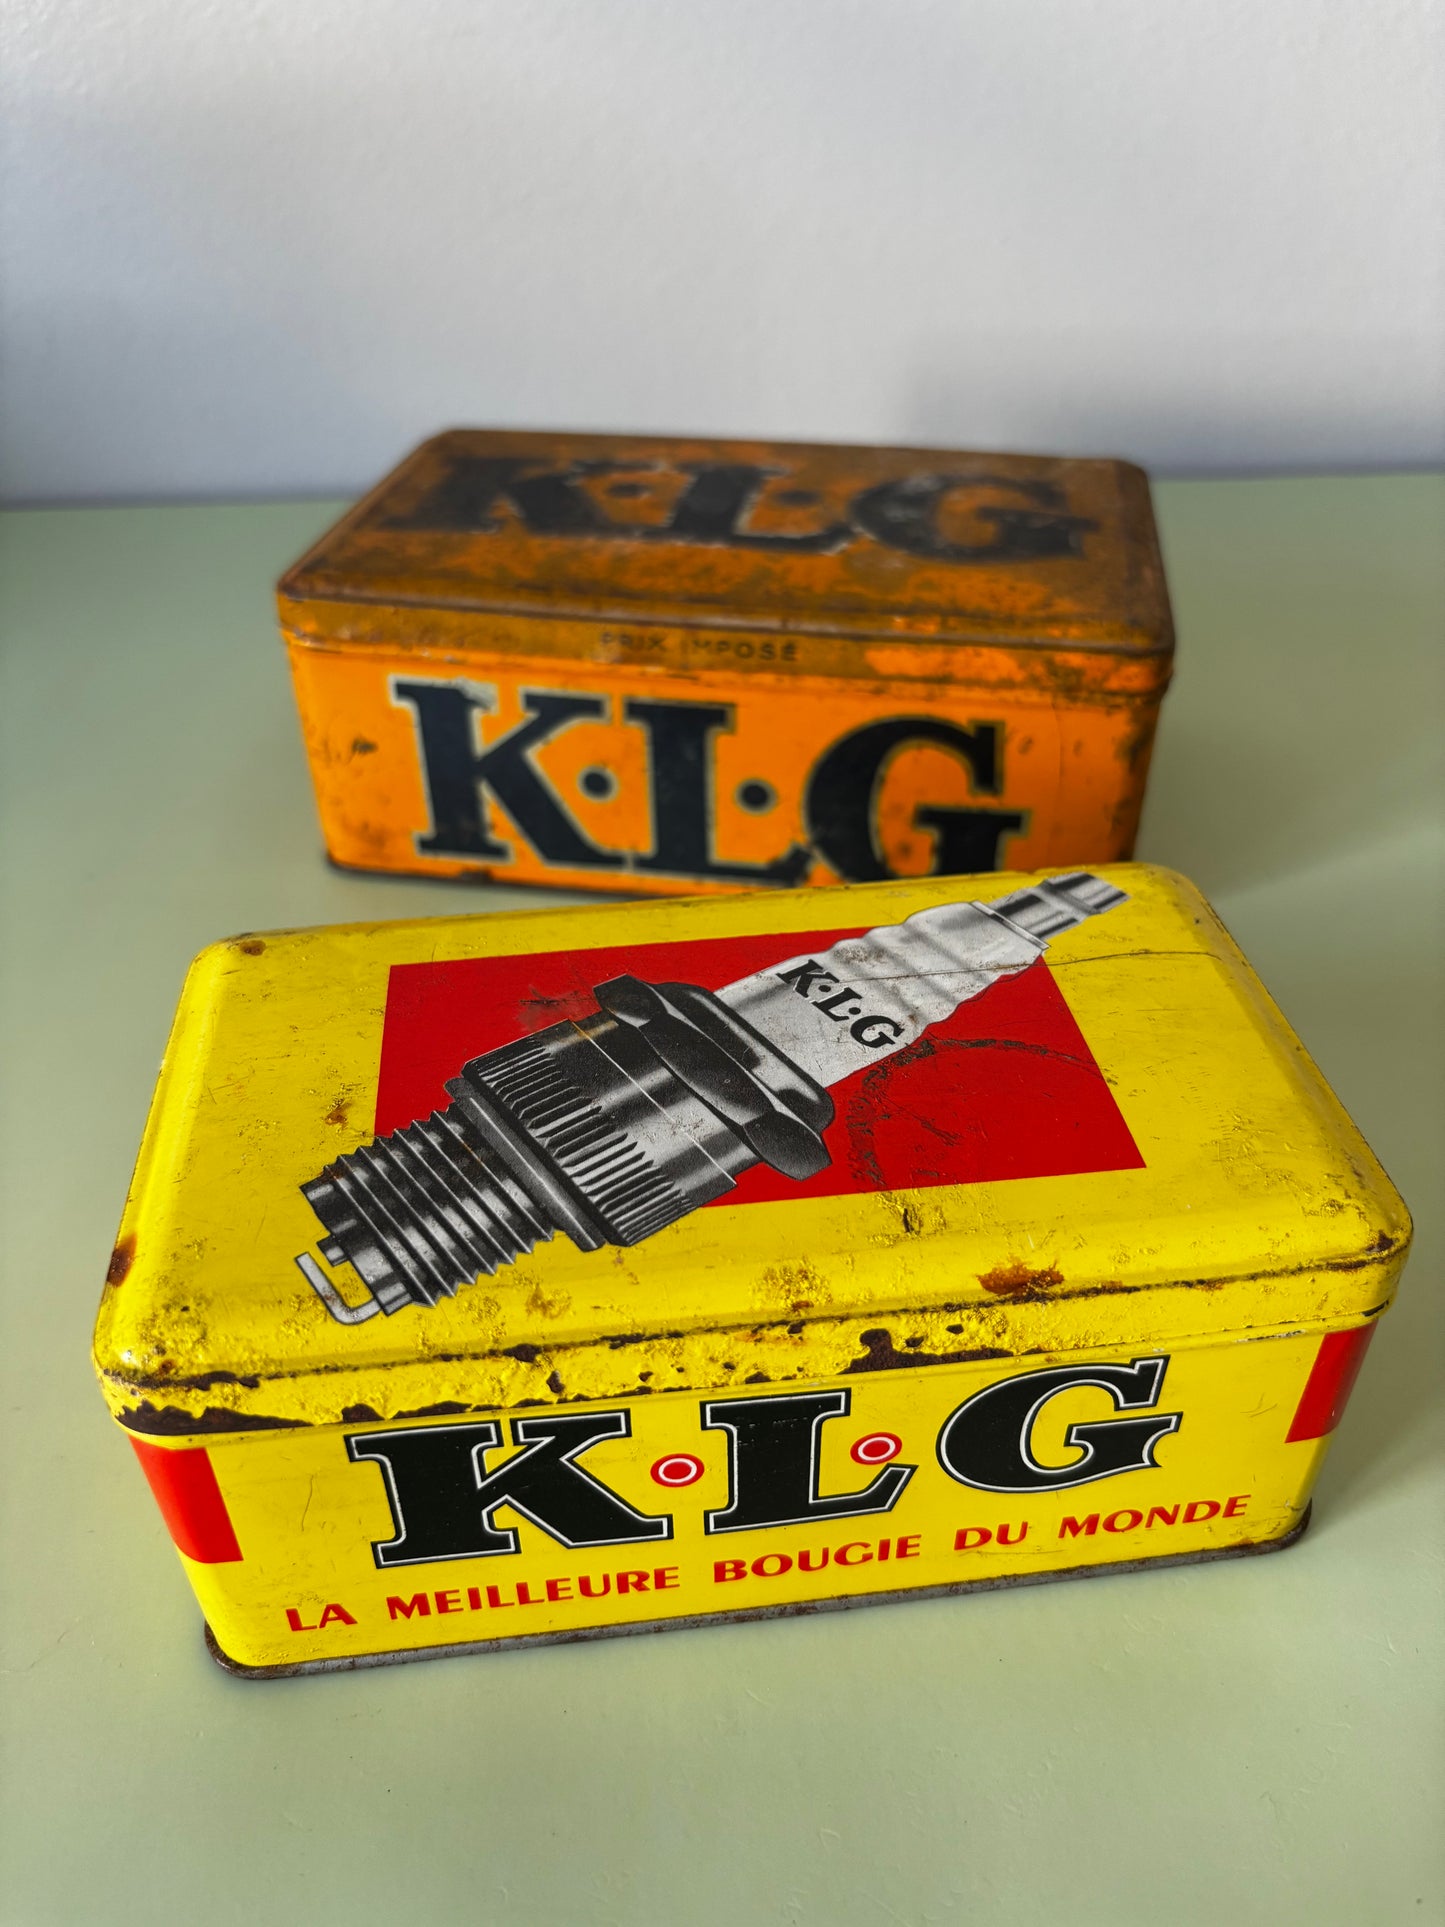 K·L·G
PRIX IMPOSÉ
K·L·G
K·L·G
K·L·G
LA MEILLEURE BOUGIE DU MONDE